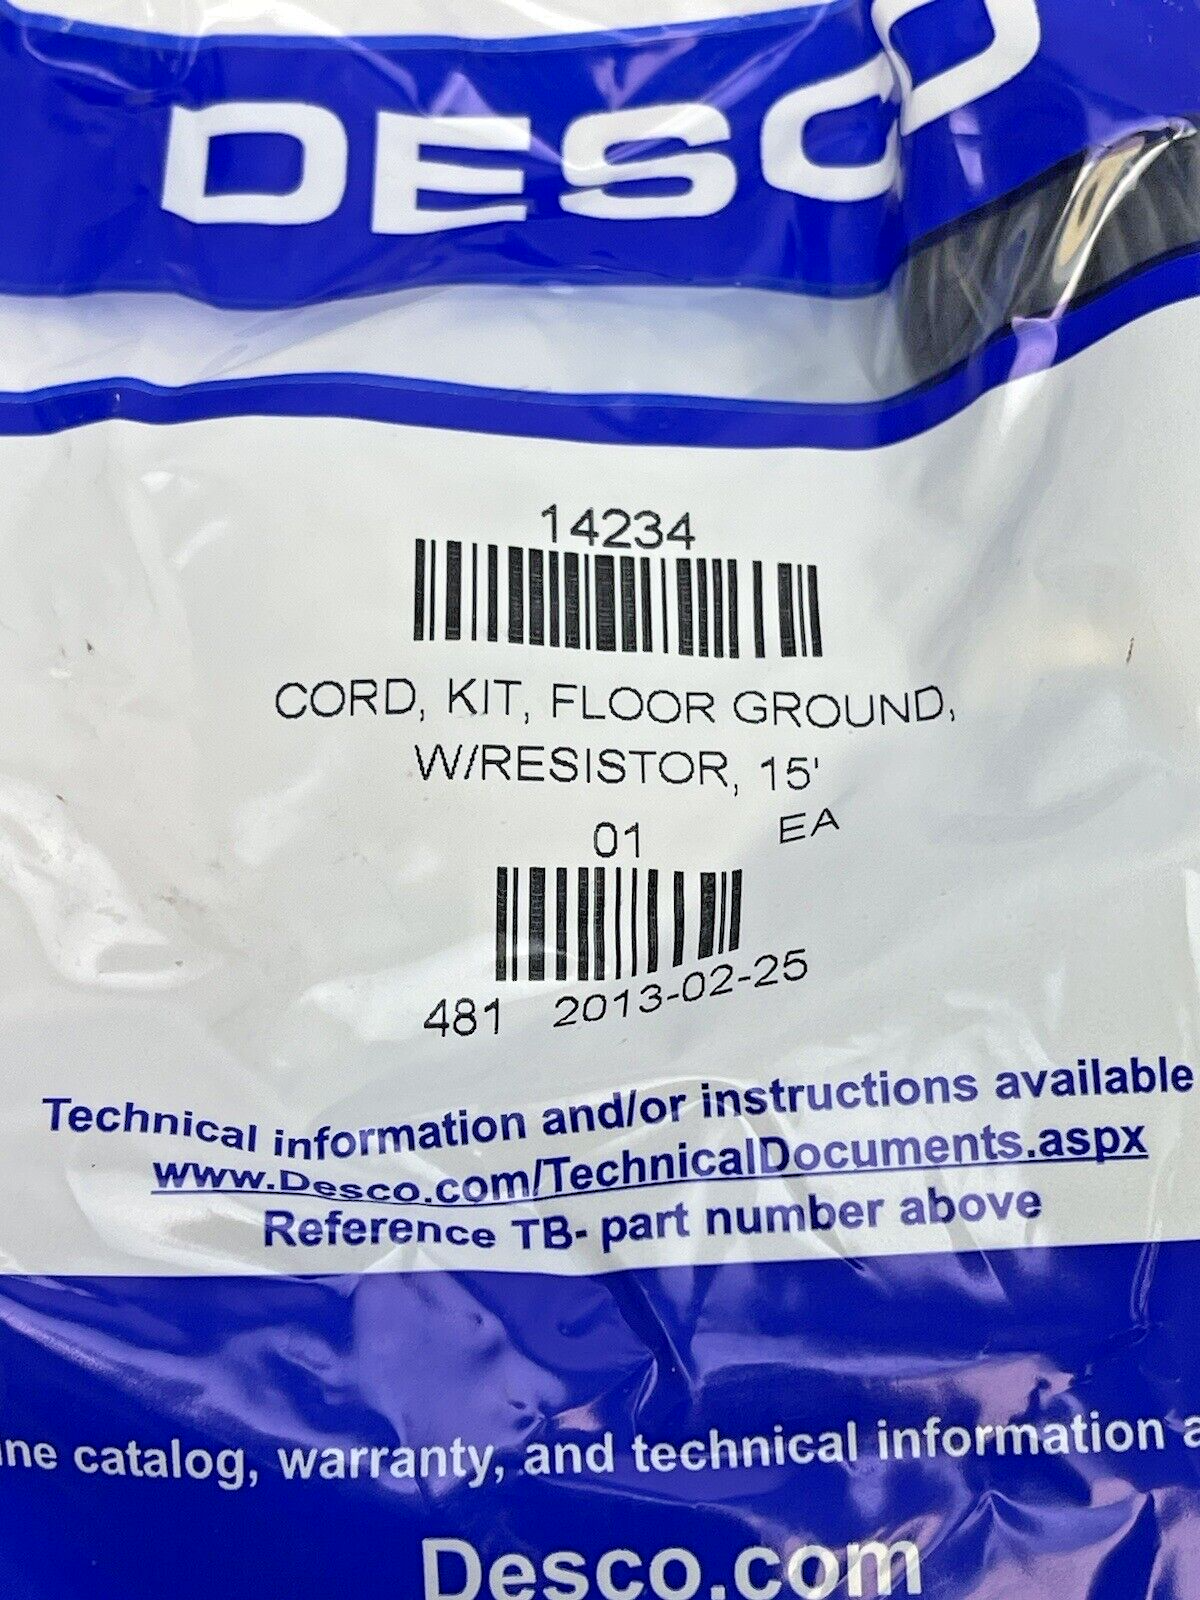 DESCO
14234
CORD, KIT, FLOOR GROUND,
W/RESISTOR, 15'
01 EA
481 2013-02-25
Technical information and/or instructions available
www.Desco.com/TechnicalDocuments.aspx
Reference TB- part number above
catalog, warranty, and technical information
Desco.com